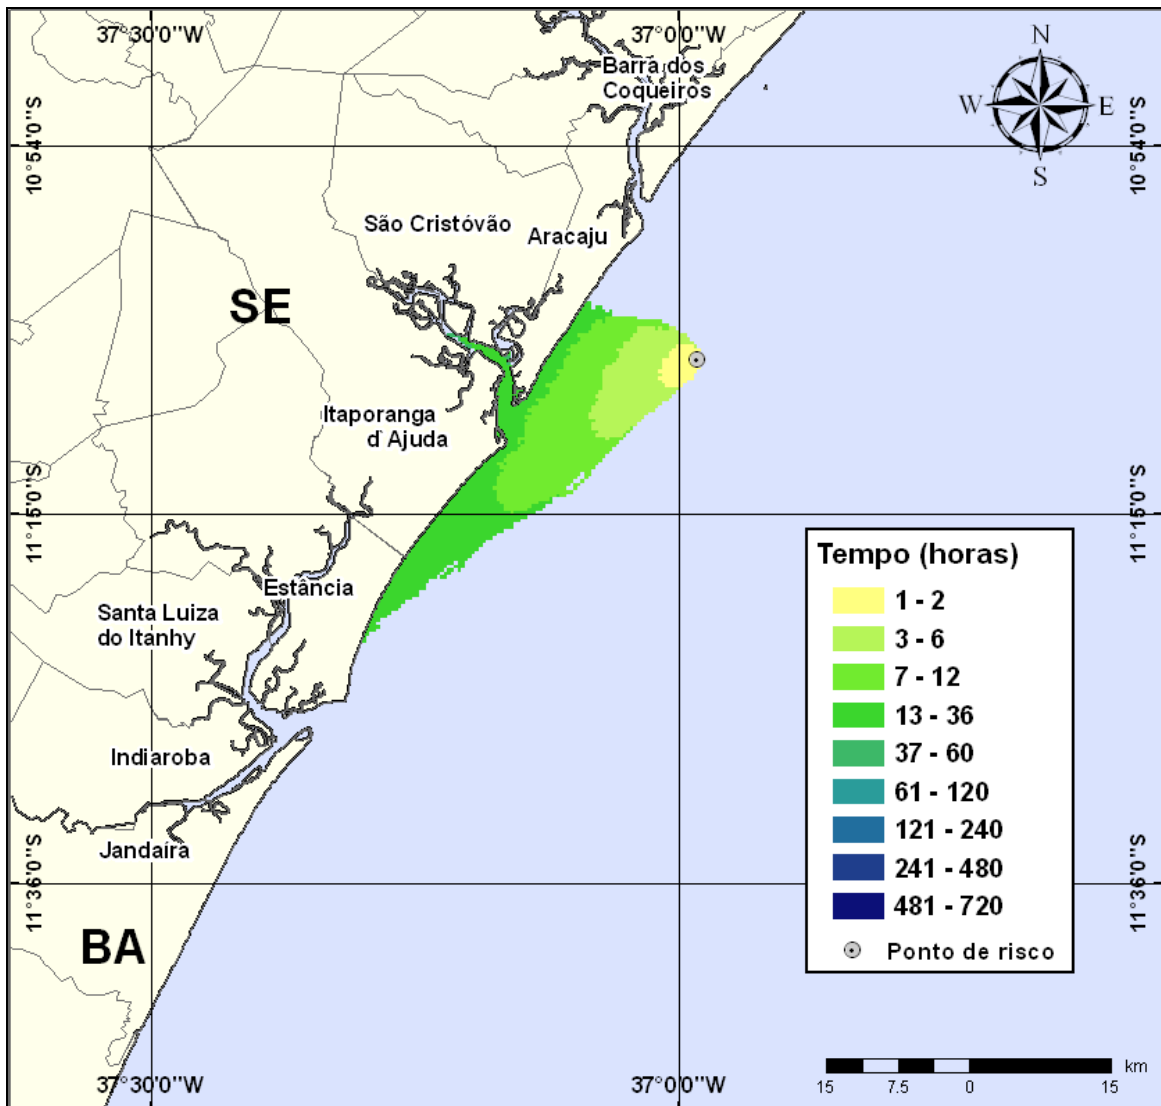 37°30'0''W
37°00'0''W
Barra dos
Coqueiros
N
W
E
S
10°54'0''S
10°54'0''S
São Cristóvão
Aracaju
SE
Itaporanga
d`Ajuda
11°15'0''S
11°15'0''S
Estância
Santa Luiza
do Itanhy
Indiaroba
Jandaíra
11°36'0''S
11°36'0''S
BA
Tempo (horas)
1 - 2
3 - 6
7 - 12
13 - 36
37 - 60
61 - 120
121 - 240
241 - 480
481 - 720
Ponto de risco
km
15 7.5 0 15
37°30'0''W
37°00'0''W